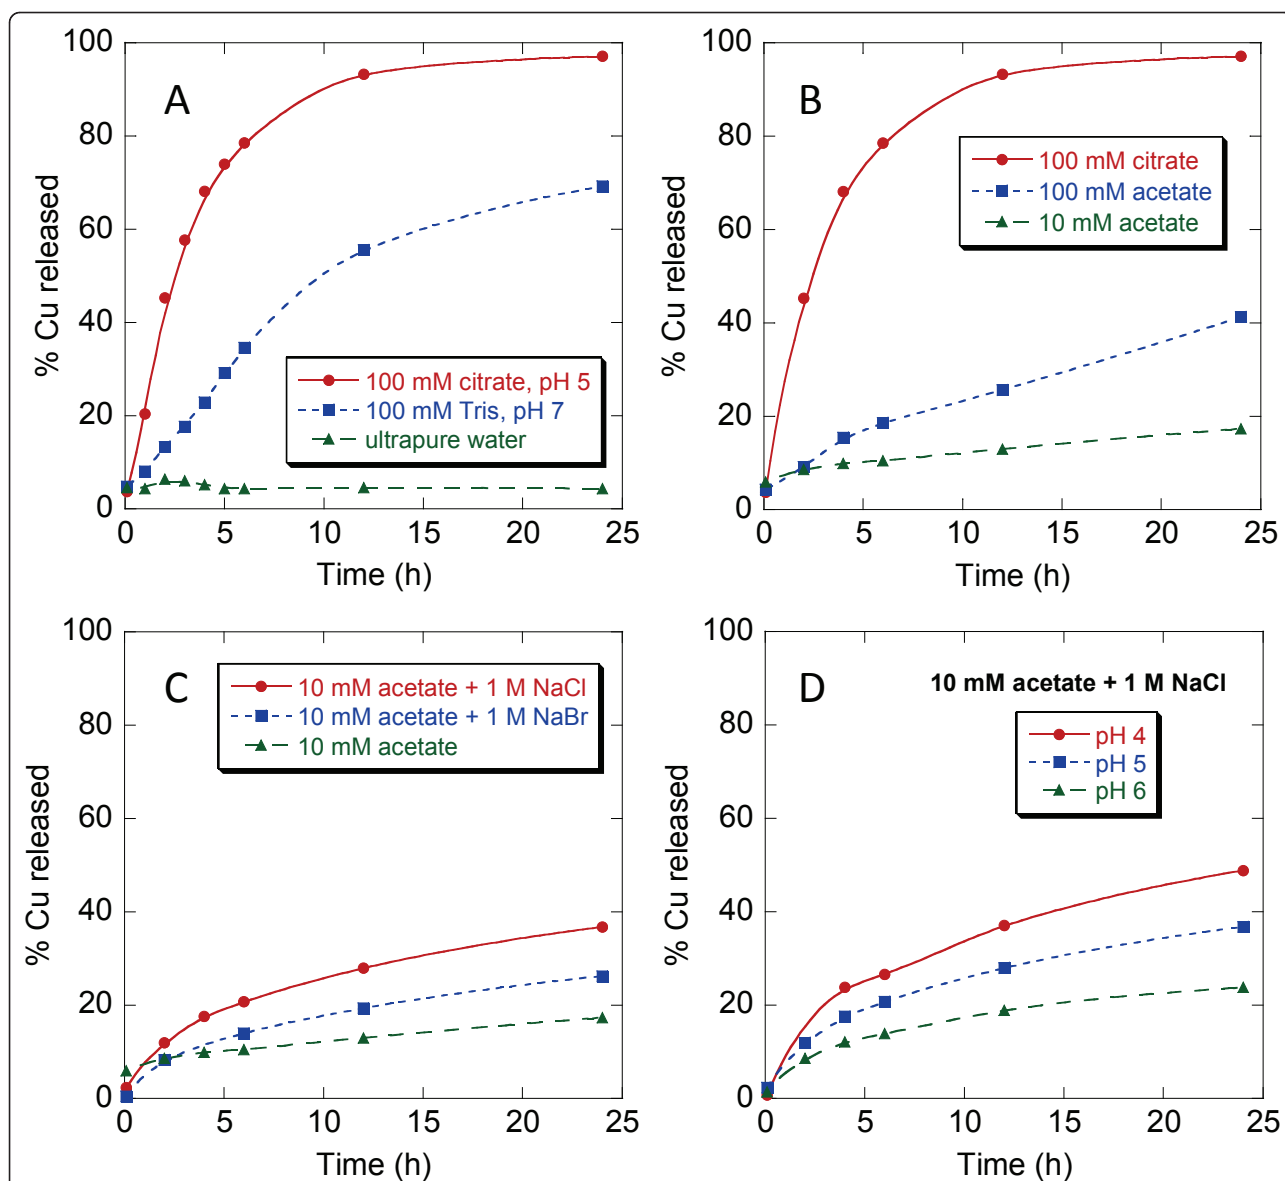 A
100
80
60
40
20
0
% Cu released
100 mM citrate, pH 5
100 mM Tris, pH 7
ultrapure water
0 5 10 15 20 25
Time (h)
B
100
80
60
40
20
0
% Cu released
100 mM citrate
100 mM acetate
10 mM acetate
0 5 10 15 20 25
Time (h)
C
100
80
60
40
20
0
% Cu released
10 mM acetate + 1 M NaCl
10 mM acetate + 1 M NaBr
10 mM acetate
0 5 10 15 20 25
Time (h)
D
10 mM acetate + 1 M NaCl
100
80
60
40
20
0
% Cu released
pH 4
pH 5
pH 6
0 5 10 15 20 25
Time (h)